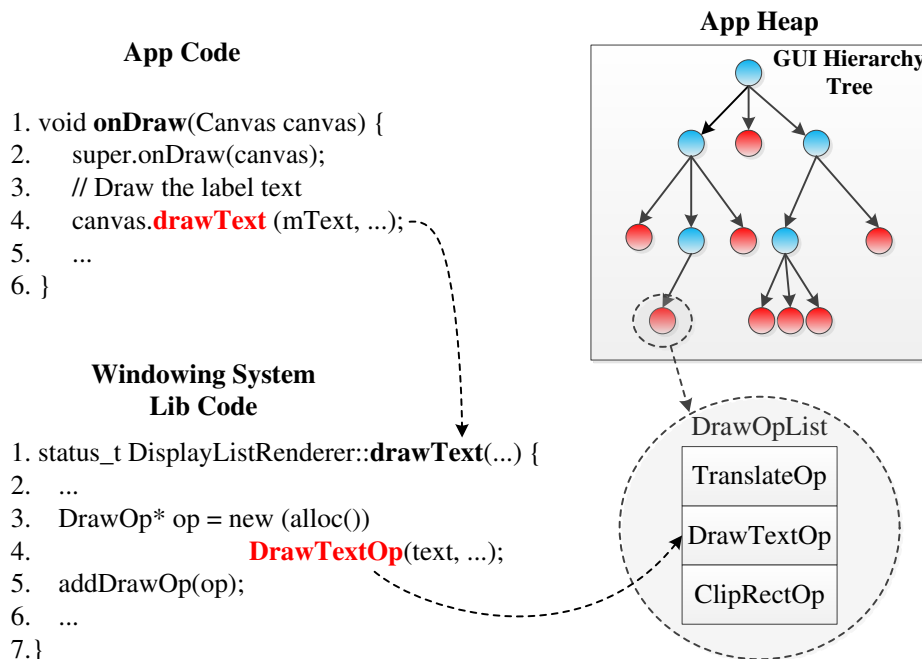 App Code
1. void onDraw(Canvas canvas) {
2. super.onDraw(canvas);
3. // Draw the label text
4. canvas.drawText (mText, ...);
5. ...
6. }
Windowing System
Lib Code
1. status_t DisplayListRenderer::drawText(...) {
2. ...
3. DrawOp* op = new (alloc())
4. DrawTextOp(text, ...);
5. addDrawOp(op);
6. ...
7.}
App Heap
GUI Hierarchy
Tree
DrawOpList
TranslateOp
DrawTextOp
ClipRectOp